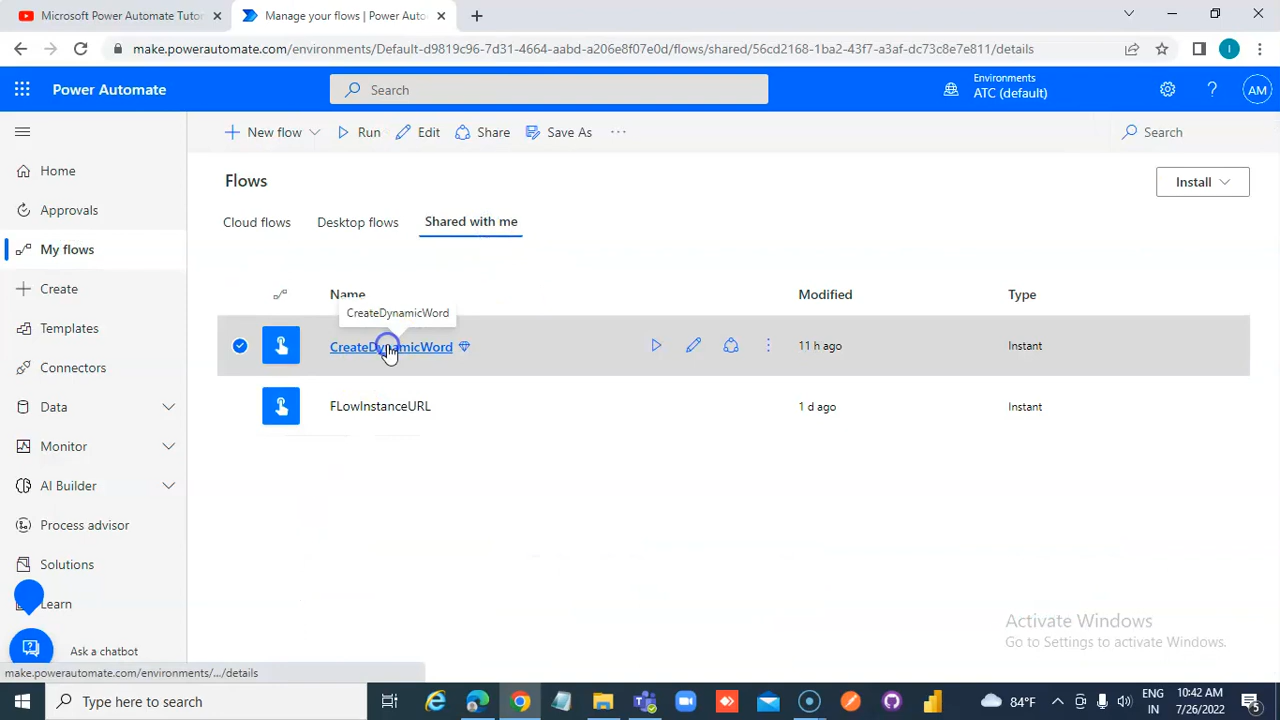 Microsoft Power Automate Tutor
Manage your flows | Power Auto
make.powerautomate.com/environments/Default-d9819c96-7d31-4664-aabd-a206e8f07e0d/flows/shared/56cd2168-1ba2-43f7-a3af-dc73c8e7e811/details
I
Power Automate
Search
Environments
ATC (default)
AM
New flow
Run
Edit
Share
Save As
Search
Home
Approvals
My flows
Create
Templates
Connectors
Data
Monitor
AI Builder
Process advisor
Solutions
Learn
Ask a chatbot
Flows
Install
Cloud flows
Desktop flows
Shared with me
Name
Modified
Type
CreateDynamicWord
CreateDynamicWord
11 h ago
Instant
FLowInstanceURL
1 d ago
Instant
Activate Windows
Go to Settings to activate Windows.
make.powerautomate.com/environments/.../details
Type here to search
84°F
ENG
IN
10:42 AM
7/26/2022
5